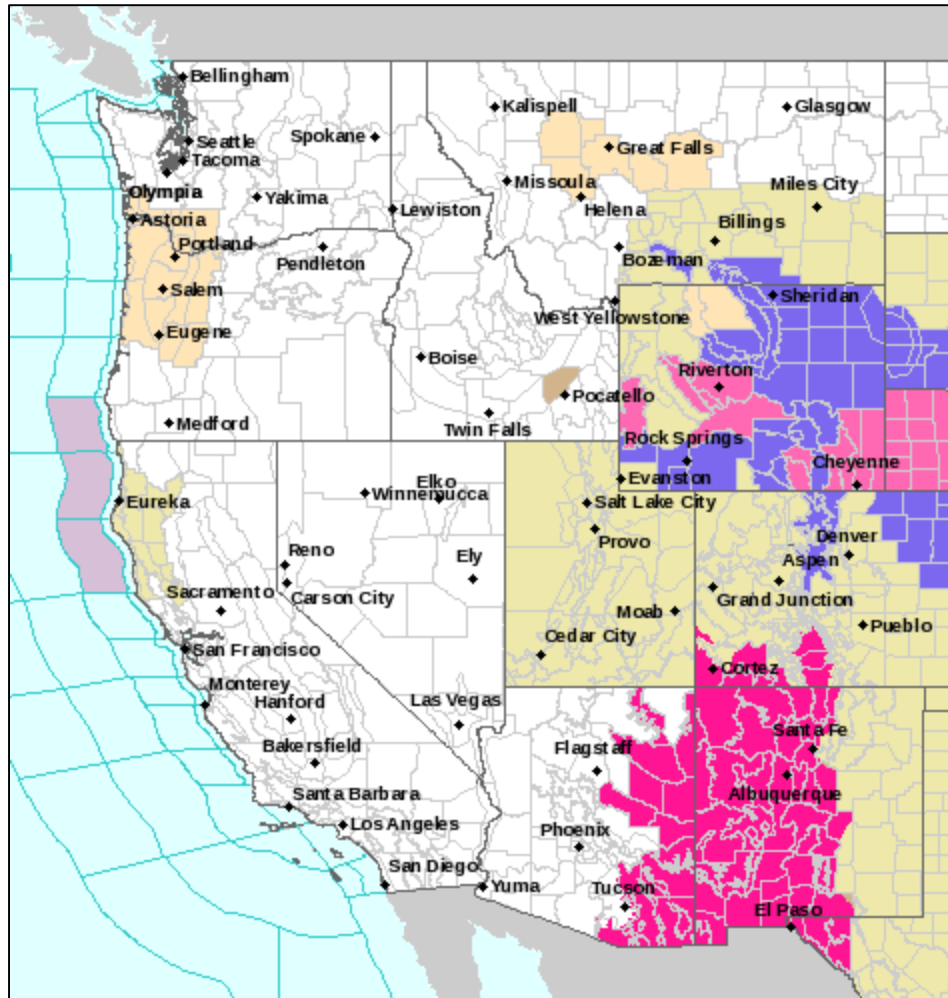 Bellingham
Kalispell
Glasgow
Seattle
Spokane
Great Falls
Tacoma
Olympia
Missoula
Miles City
Yakima
Lewiston
Helena
Astoria
Billings
Portland
Pendleton
Bozeman
Salem
Sheridan
West Yellowstone
Eugene
Boise
Riverton
Pocatello
Medford
Twin Falls
Rock Springs
Cheyenne
Evanston
Elko
Winnemucca
Eureka
Salt Lake City
Provo
Denver
Reno
Ely
Aspen
Sacramento
Carson City
Grand Junction
Moab
Pueblo
Cedar City
San Francisco
Cortez
Monterey
Hanford
Las Vegas
Santa Fe
Bakersfield
Flagstaff
Albuquerque
Santa Barbara
Los Angeles
Phoenix
San Diego
Yuma
Tucson
El Paso